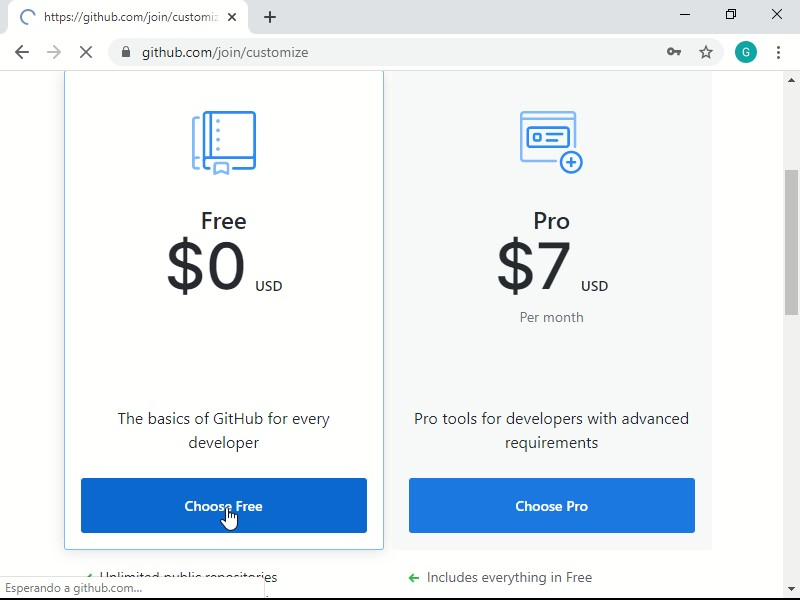 https://github.com/join/customiz
github.com/join/customize
G
Free
$0 USD
The basics of GitHub for every
developer
Choose Free
Pro
$7 USD
Per month
Pro tools for developers with advanced
requirements
Choose Pro
Unlimited public repositories
Includes everything in Free
Esperando a github.com...